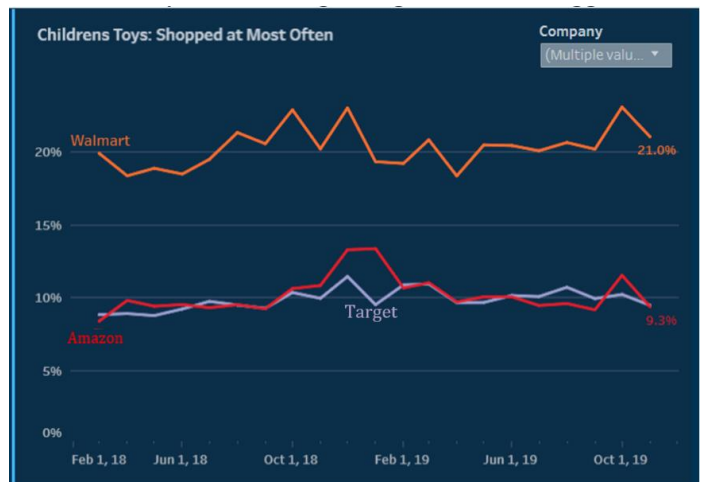 Childrens Toys: Shopped at Most Often
Company
(Multiple valu...
Walmart
20%
21.0%
15%
10%
Target
Amazon
9.3%
5%
0%
Feb 1, 18 Jun 1, 18 Oct 1, 18 Feb 1, 19 Jun 1, 19 Oct 1, 19